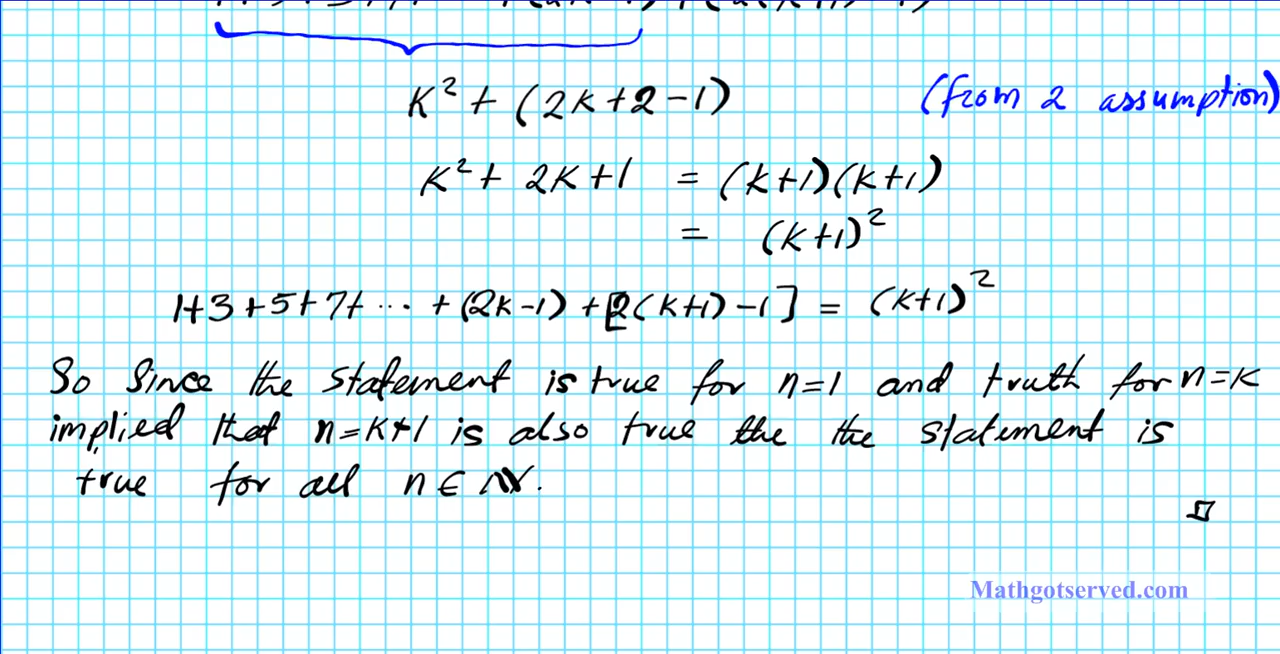 K² + (2K+2-1) (from 2 assumption)
K² + 2K+1 = (K+1)(K+1)
= (K+1)²
1+3+5+7+ ... + (2K-1) + [2(K+1)-1] = (K+1)²
So Since the statement is true for n=1 and truth for n=K
implied that n=K+1 is also true the the statement is
true for all n∈ℕ.
Mathgotserved.com